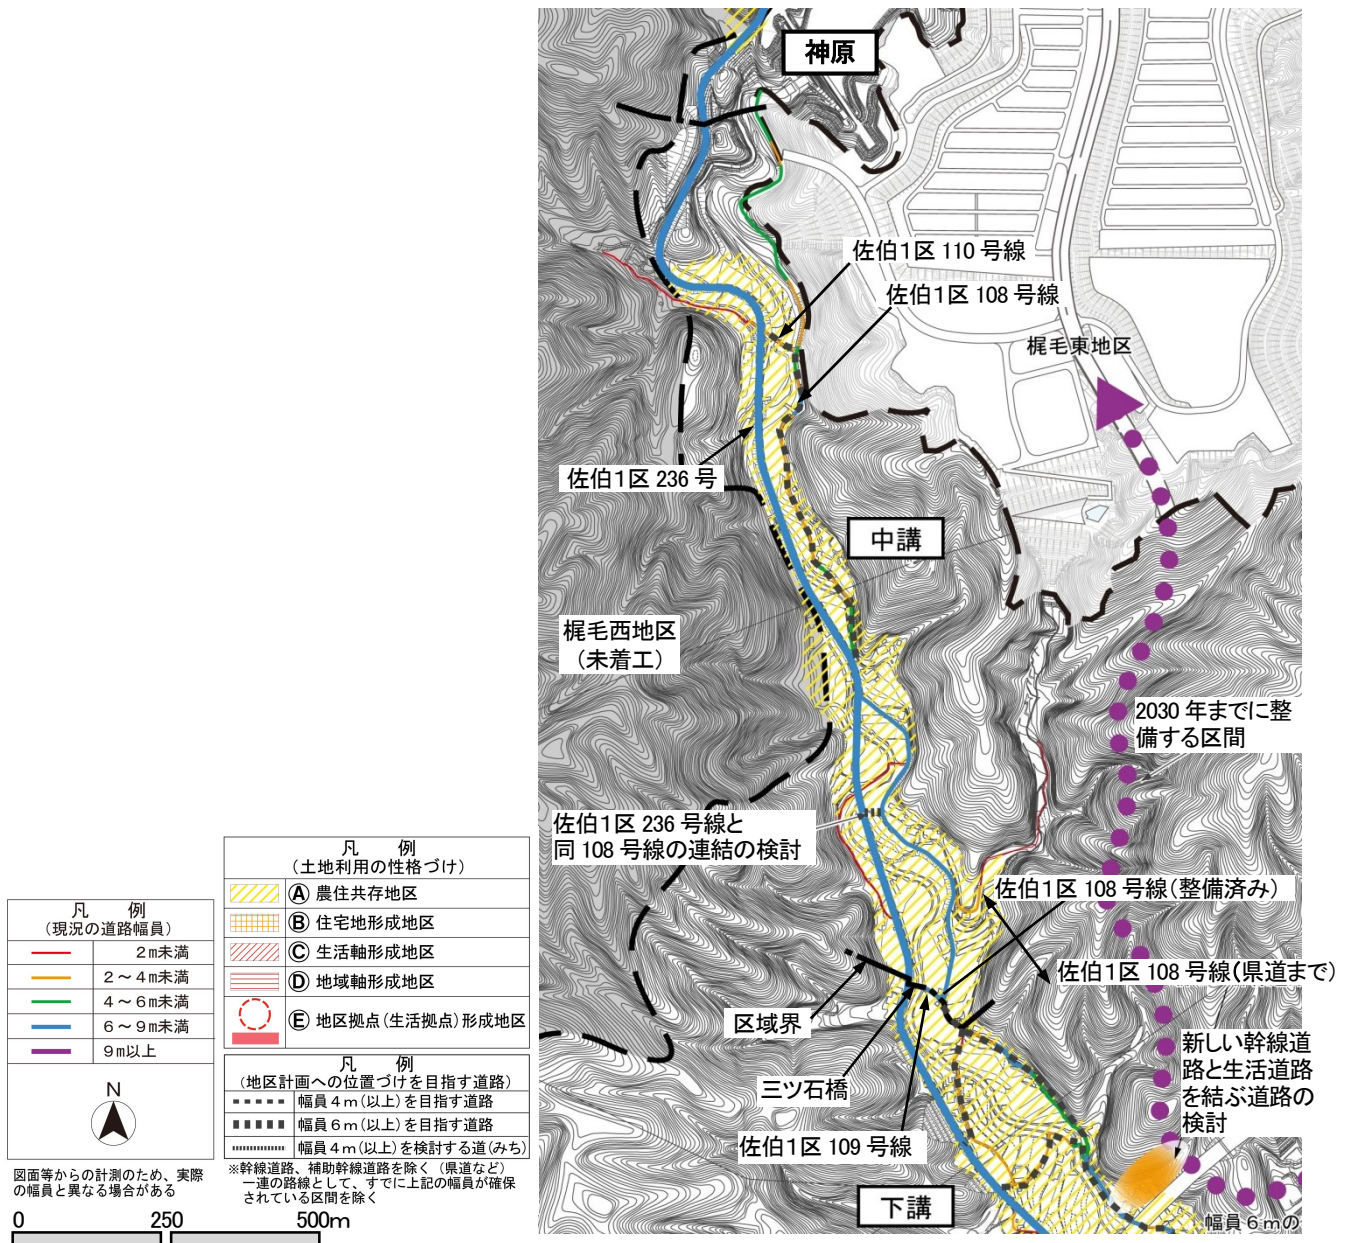 神原
佐伯1区 110 号線
佐伯1区 108 号線
梶毛東地区
佐伯1区 236 号
中講
梶毛西地区
（未着工）
2030 年までに整
備する区間
佐伯1区 236 号線と
同 108 号線の連結の検討
佐伯1区 108 号線（整備済み）
佐伯1区 108 号線（県道まで）
区域界
三ツ石橋
佐伯1区 109 号線
新しい幹線道
路と生活道路
を結ぶ道路の
検討
下講
幅員６ｍの
凡　例
（現況の道路幅員）
２ｍ未満
２～４ｍ未満
４～６ｍ未満
６～９ｍ未満
９ｍ以上
N
図面等からの計測のため、実際
の幅員と異なる場合がある
0 250 500m
凡　例
（土地利用の性格づけ）
Ⓐ 農住共存地区
Ⓑ 住宅地形成地区
Ⓒ 生活軸形成地区
Ⓓ 地域軸形成地区
Ⓔ 地区拠点（生活拠点）形成地区
凡　例
（地区計画への位置づけを目指す道路）
幅員４ｍ（以上）を目指す道路
幅員６ｍ（以上）を目指す道路
幅員４ｍ（以上）を検討する道（みち）
※幹線道路、補助幹線道路を除く（県道など）
一連の路線として、すでに上記の幅員が確保
されている区間を除く